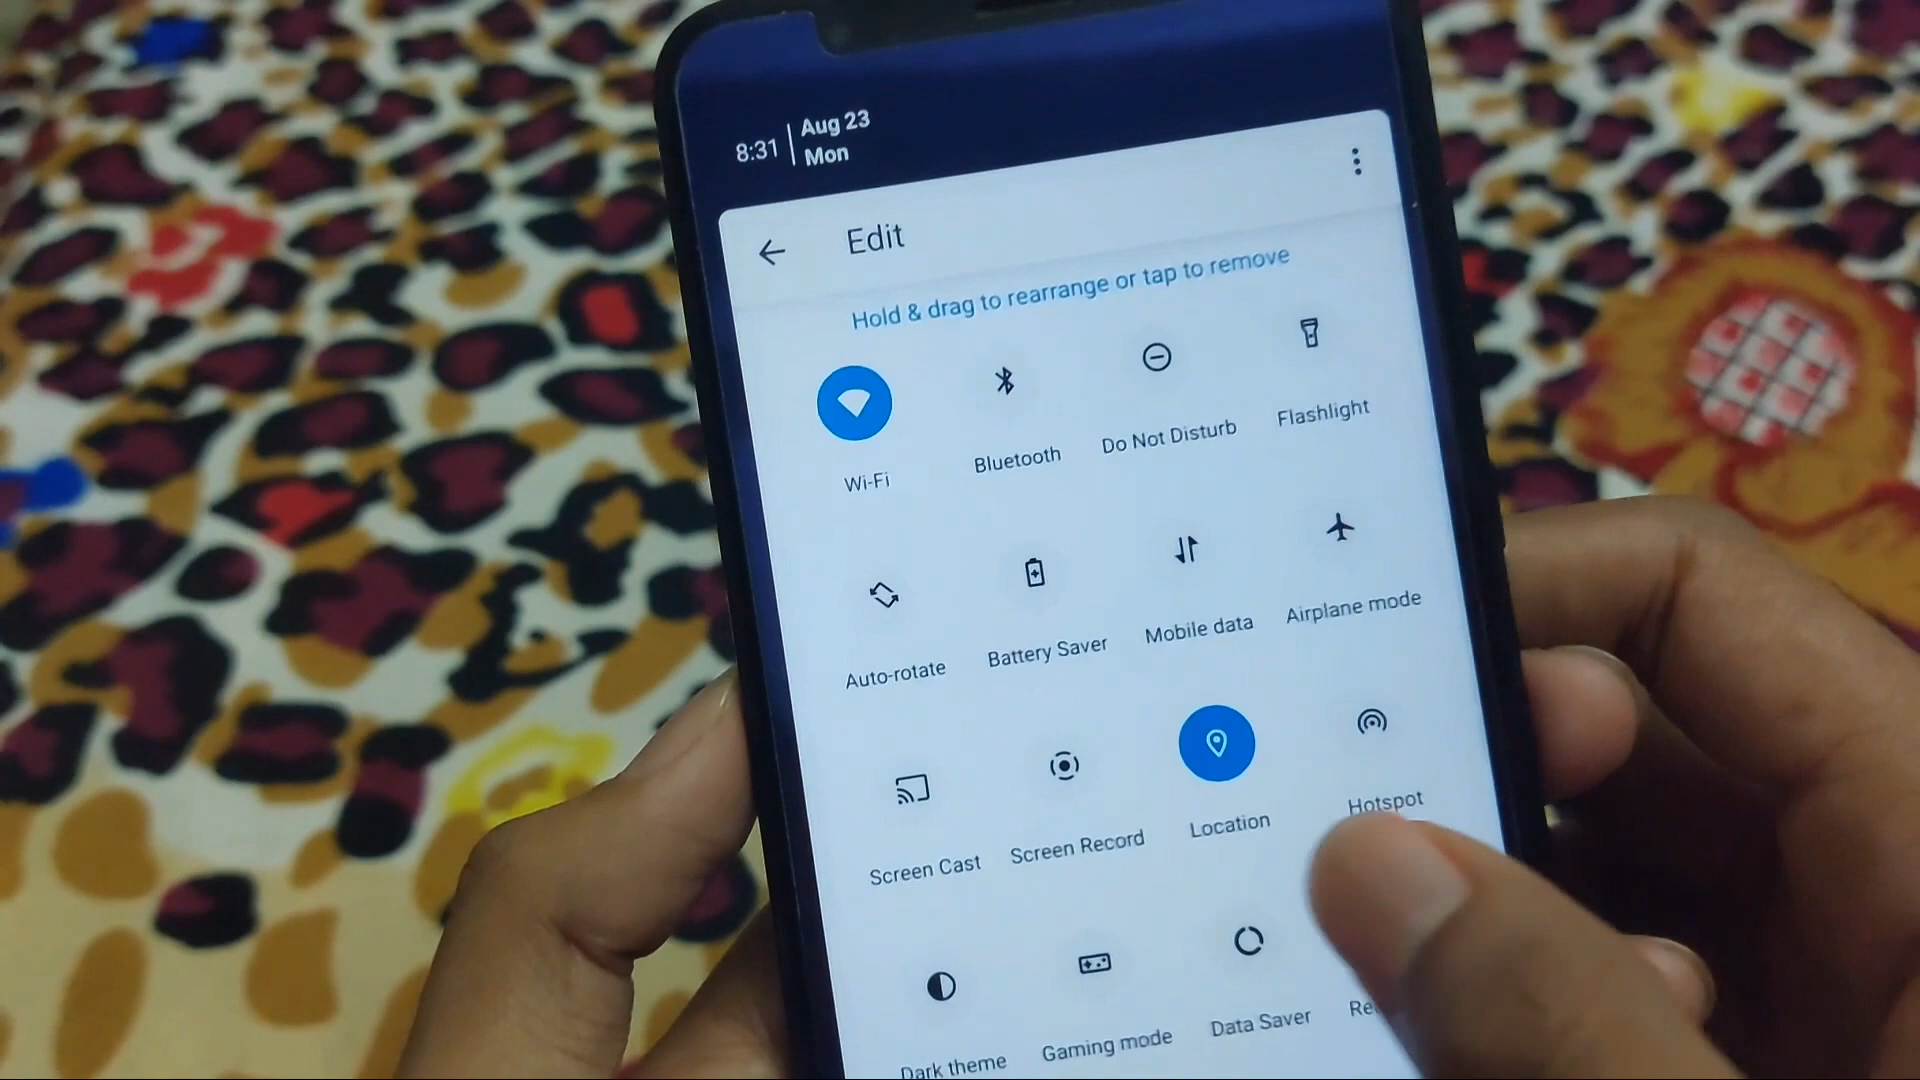 8:31
Aug 23
Mon
Edit
Hold & drag to rearrange or tap to remove
Wi-Fi
Bluetooth
Do Not Disturb
Flashlight
Auto-rotate
Battery Saver
Mobile data
Airplane mode
Screen Cast
Screen Record
Location
Hotspot
Dark theme
Gaming mode
Data Saver